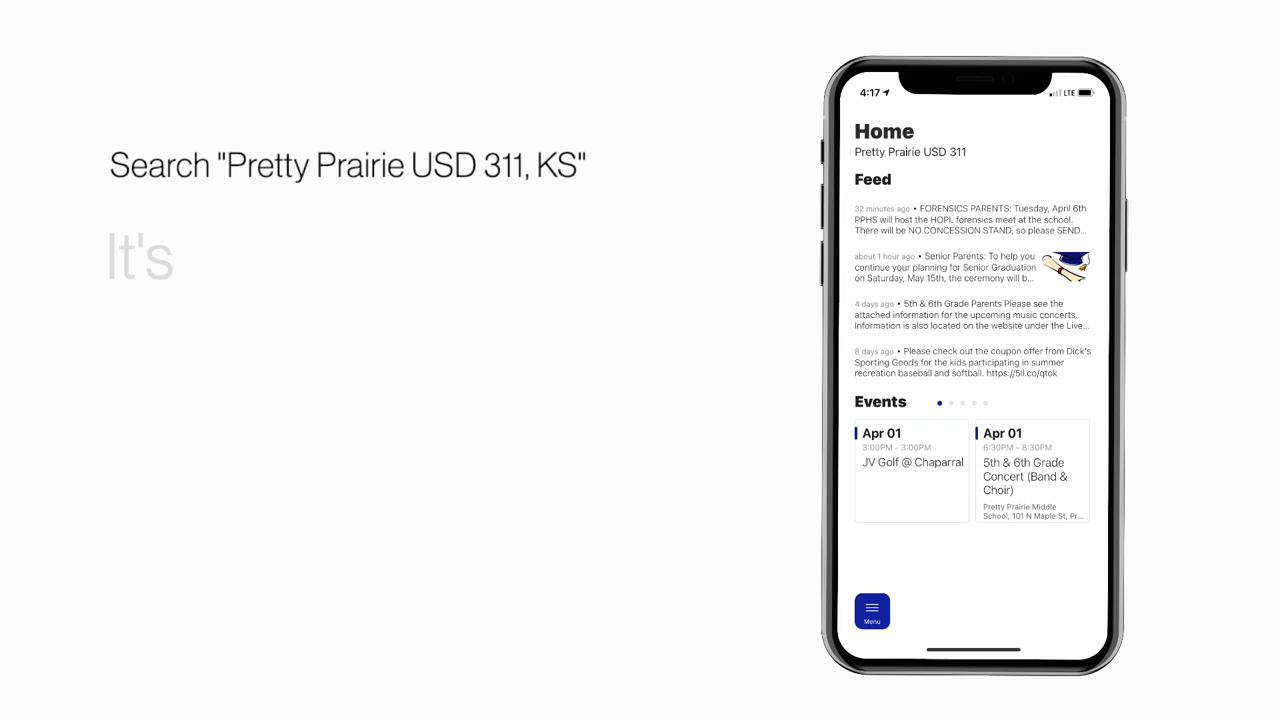 Search "Pretty Prairie USD 311, KS"
It's
4:17
LTE
Home
Pretty Prairie USD 311
Feed
32 minutes ago • FORENSICS PARENTS: Tuesday, April 6th
PPHS will host the HOPL forensics meet at the school.
There will be NO CONCESSION STAND, so please SEND...
about 1 hour ago • Senior Parents: To help you
continue your planning for Senior Graduation
on Saturday, May 15th, the ceremony will b...
4 days ago • 5th & 6th Grade Parents Please see the
attached information for the upcoming music concerts.
Information is also located on the website under the Live...
8 days ago • Please check out the coupon offer from Dick's
Sporting Goods for the kids participating in summer
recreation baseball and softball. https://5il.co/qtok
Events
Apr 01
3:00PM - 3:00PM
JV Golf @ Chaparral
Apr 01
6:30PM - 8:30PM
5th & 6th Grade
Concert (Band &
Choir)
Pretty Prairie Middle
School, 101 N Maple St, Pr...
Menu